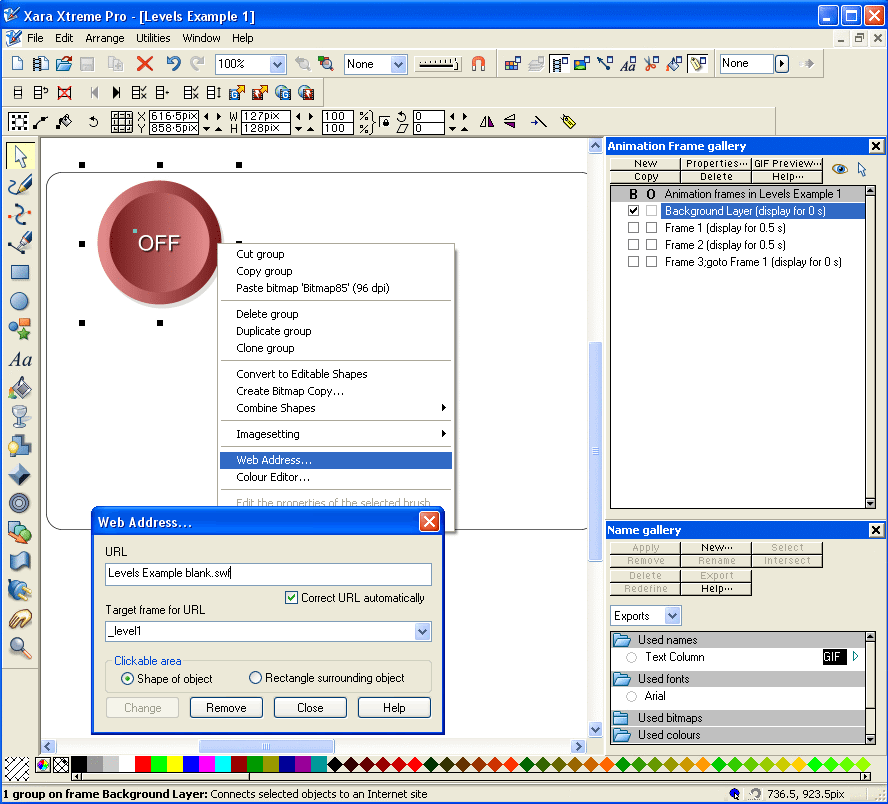 Xara Xtreme Pro - [Levels Example 1]
File Edit Arrange Utilities Window Help
100% None None
X 616·5pix W 127pix 100 % 0
Y 858·5pix H 128pix 100 % 0
Animation Frame gallery
New Properties... GIF Preview...
Copy Delete Help...
B O Animation frames in Levels Example 1
Background Layer (display for 0 s)
Frame 1 (display for 0.5 s)
Frame 2 (display for 0.5 s)
Frame 3;goto Frame 1 (display for 0 s)
OFF
Cut group
Copy group
Paste bitmap 'Bitmap85' (96 dpi)
Delete group
Duplicate group
Clone group
Convert to Editable Shapes
Create Bitmap Copy...
Combine Shapes
Imagesetting
Web Address...
Colour Editor...
Edit the properties of the selected brush
Web Address...
URL
Levels Example blank.swf
Correct URL automatically
Target frame for URL
_level1
Clickable area
Shape of object Rectangle surrounding object
Change Remove Close Help
Name gallery
Apply New... Select
Remove Rename Intersect
Delete Export
Redefine Help...
Exports
Used names
Text Column GIF
Used fonts
Arial
Used bitmaps
Used colours
1 group on frame Background Layer: Connects selected objects to an Internet site
736.5, 923.5pix